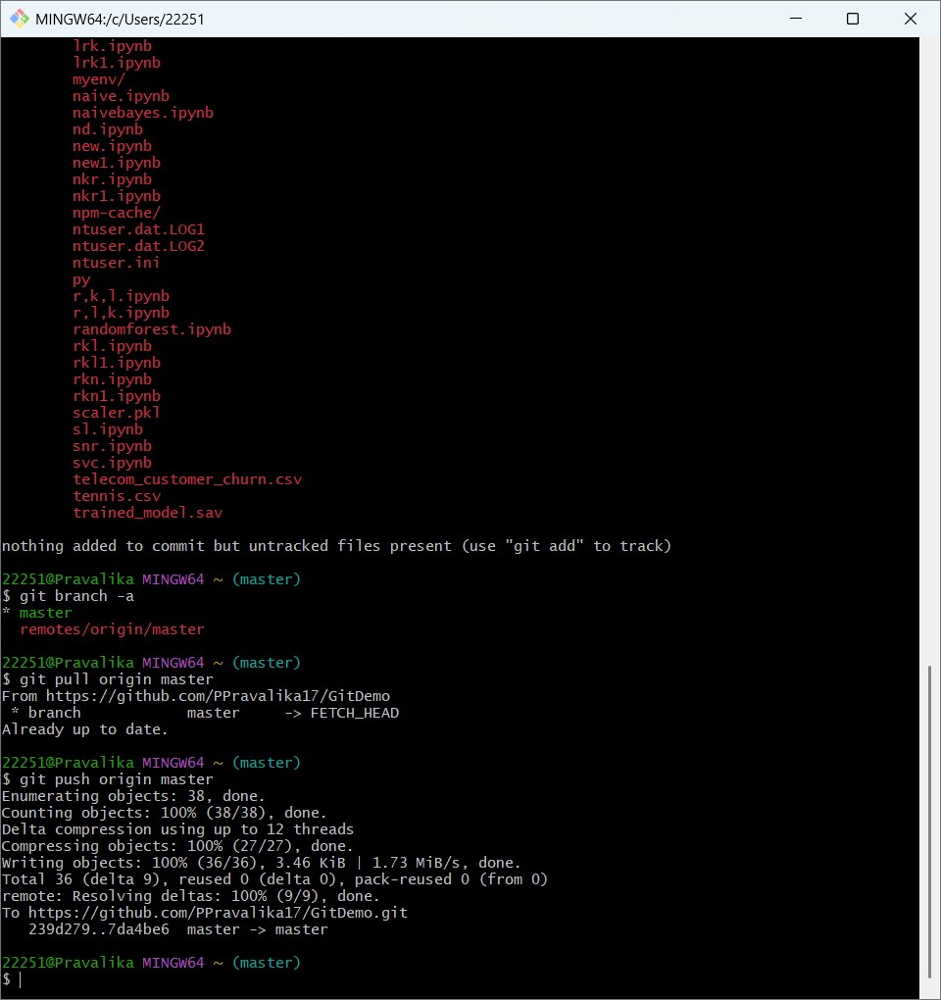 MINGW64:/c/Users/22251
lrk.ipynb
lrk1.ipynb
myenv/
naive.ipynb
naivebayes.ipynb
nd.ipynb
new.ipynb
new1.ipynb
nkr.ipynb
nkr1.ipynb
npm-cache/
ntuser.dat.LOG1
ntuser.dat.LOG2
ntuser.ini
py
r,k,l.ipynb
r,l,k.ipynb
randomforest.ipynb
rkl.ipynb
rkl1.ipynb
rkn.ipynb
rkn1.ipynb
scaler.pkl
sl.ipynb
snr.ipynb
svc.ipynb
telecom_customer_churn.csv
tennis.csv
trained_model.sav
nothing added to commit but untracked files present (use "git add" to track)
22251@Pravalika MINGW64 ~ (master)
$ git branch -a
* master
remotes/origin/master
22251@Pravalika MINGW64 ~ (master)
$ git pull origin master
From https://github.com/PPravalika17/GitDemo
* branch master -> FETCH_HEAD
Already up to date.
22251@Pravalika MINGW64 ~ (master)
$ git push origin master
Enumerating objects: 38, done.
Counting objects: 100% (38/38), done.
Delta compression using up to 12 threads
Compressing objects: 100% (27/27), done.
Writing objects: 100% (36/36), 3.46 KiB | 1.73 MiB/s, done.
Total 36 (delta 9), reused 0 (delta 0), pack-reused 0 (from 0)
remote: Resolving deltas: 100% (9/9), done.
To https://github.com/PPravalika17/GitDemo.git
239d279..7da4be6 master -> master
22251@Pravalika MINGW64 ~ (master)
$